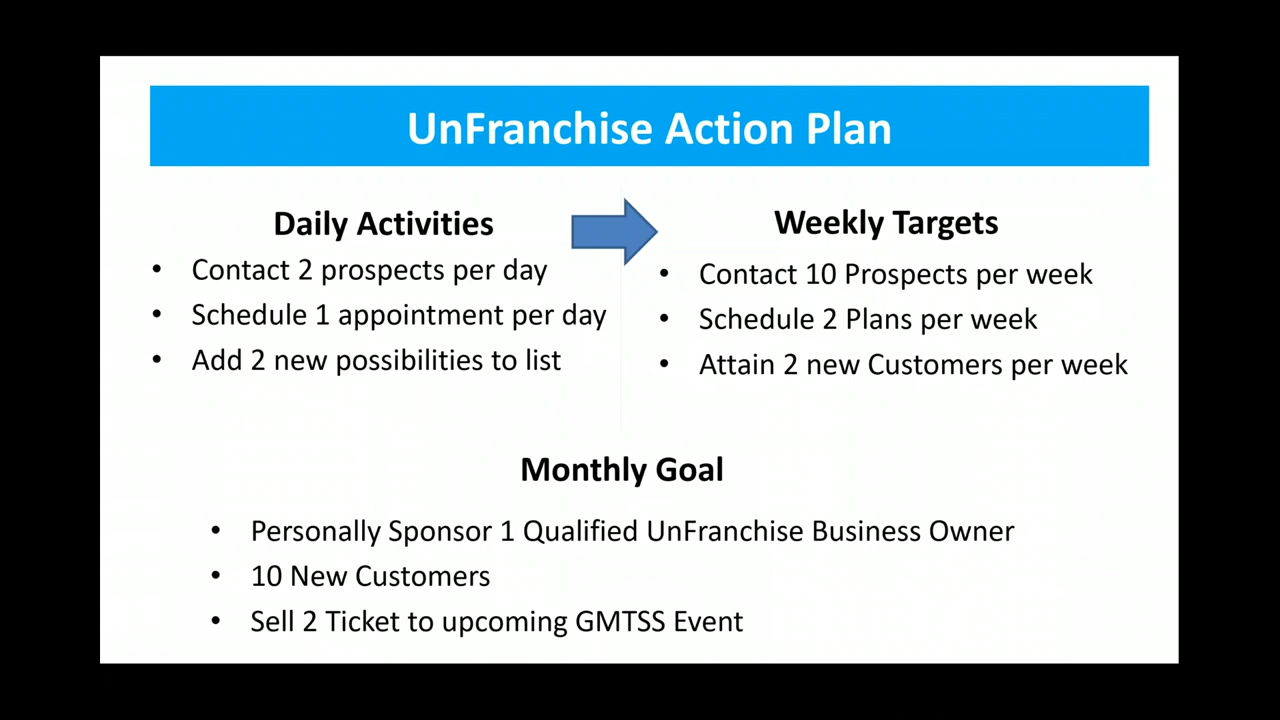 UnFranchise Action Plan
Daily Activities
• Contact 2 prospects per day
• Schedule 1 appointment per day
• Add 2 new possibilities to list
Weekly Targets
• Contact 10 Prospects per week
• Schedule 2 Plans per week
• Attain 2 new Customers per week
Monthly Goal
• Personally Sponsor 1 Qualified UnFranchise Business Owner
• 10 New Customers
• Sell 2 Ticket to upcoming GMTSS Event